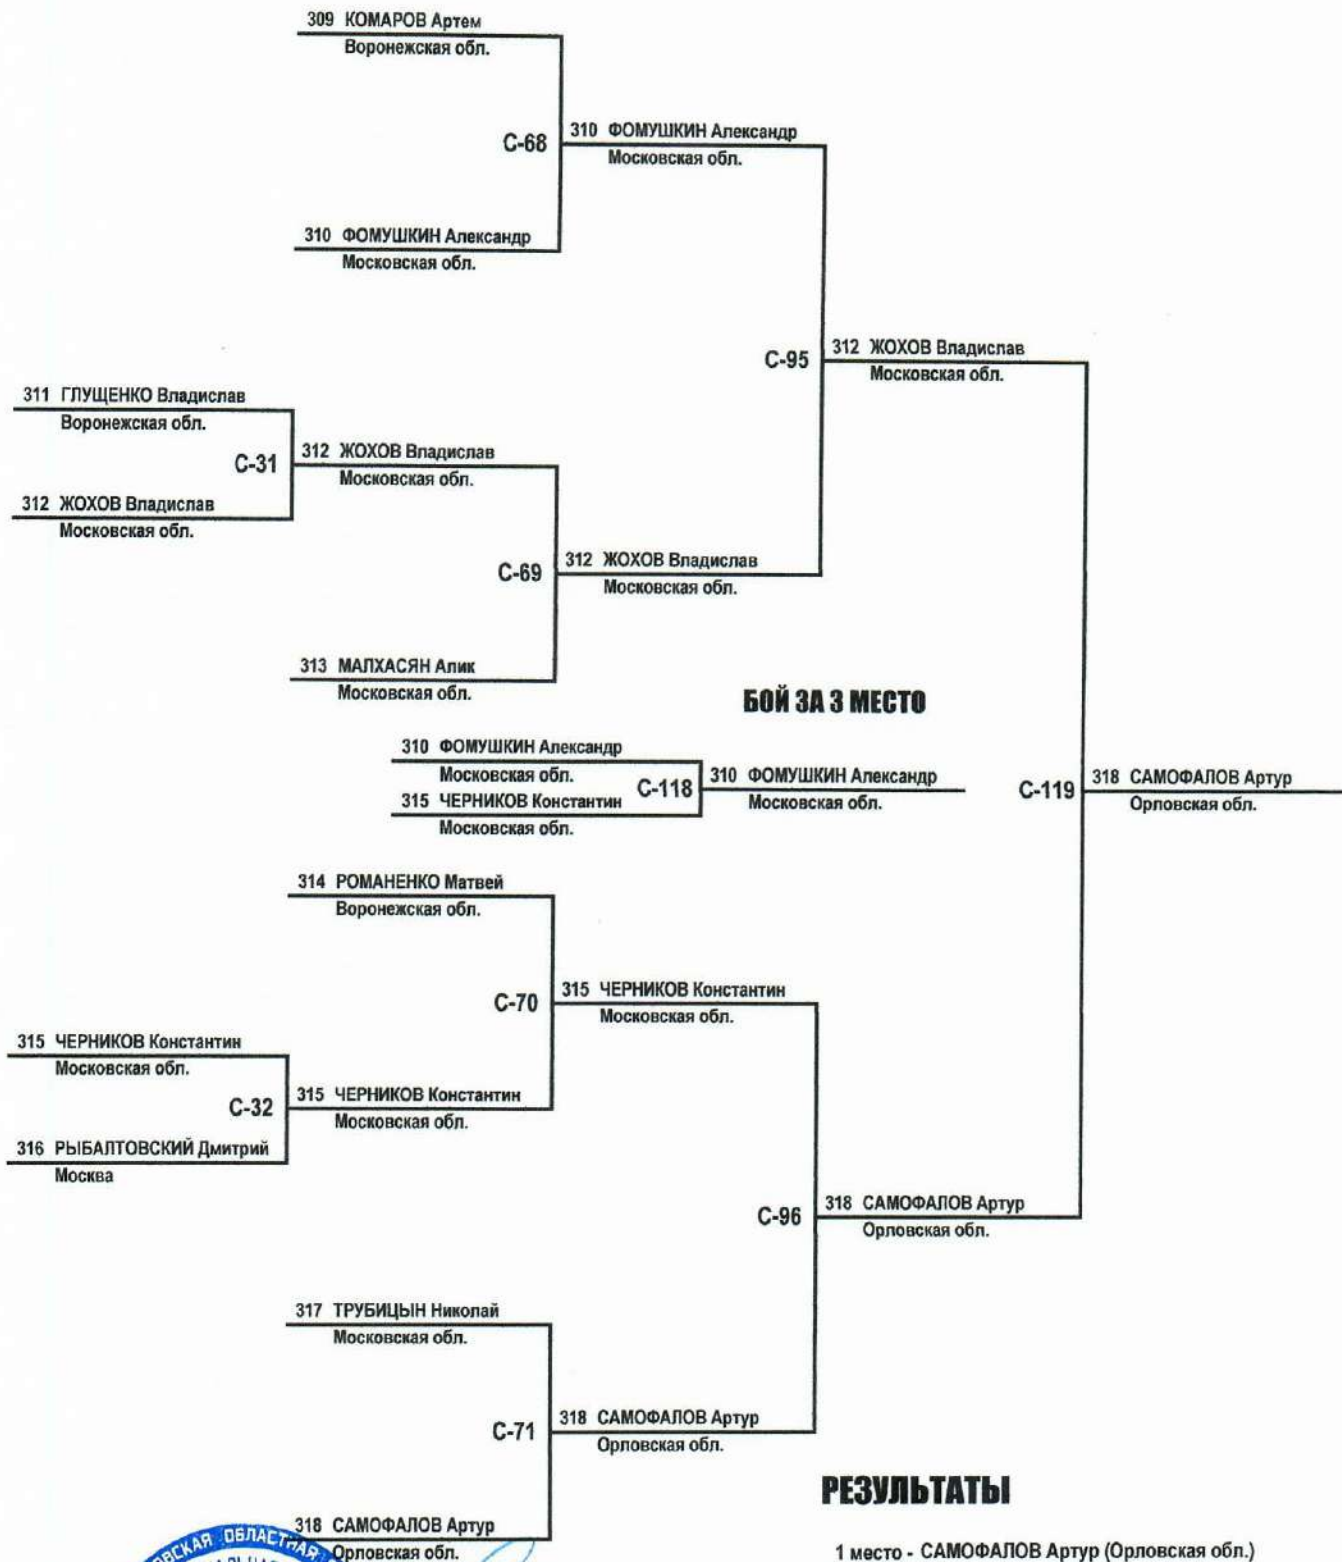 309 КОМАРОВ Артем
Воронежская обл.
С-68
310 ФОМУШКИН Александр
Московская обл.
310 ФОМУШКИН Александр
Московская обл.
С-95
312 ЖОХОВ Владислав
Московская обл.
311 ГЛУЩЕНКО Владислав
Воронежская обл.
С-31
312 ЖОХОВ Владислав
Московская обл.
312 ЖОХОВ Владислав
Московская обл.
С-69
312 ЖОХОВ Владислав
Московская обл.
313 МАЛХАСЯН Алик
Московская обл.
БОЙ ЗА 3 МЕСТО
310 ФОМУШКИН Александр
Московская обл.
С-118
310 ФОМУШКИН Александр
Московская обл.
315 ЧЕРНИКОВ Константин
Московская обл.
С-119
318 САМОФАЛОВ Артур
Орловская обл.
314 РОМАНЕНКО Матвей
Воронежская обл.
С-70
315 ЧЕРНИКОВ Константин
Московская обл.
315 ЧЕРНИКОВ Константин
Московская обл.
С-32
315 ЧЕРНИКОВ Константин
Московская обл.
316 РЫБАЛТОВСКИЙ Дмитрий
Москва
С-96
318 САМОФАЛОВ Артур
Орловская обл.
317 ТРУБИЦЫН Николай
Московская обл.
С-71
318 САМОФАЛОВ Артур
Орловская обл.
318 САМОФАЛОВ Артур
Орловская обл.
ОБЛАСТНАЯ
РЕЗУЛЬТАТЫ
1 место - САМОФАЛОВ Артур (Орловская обл.)